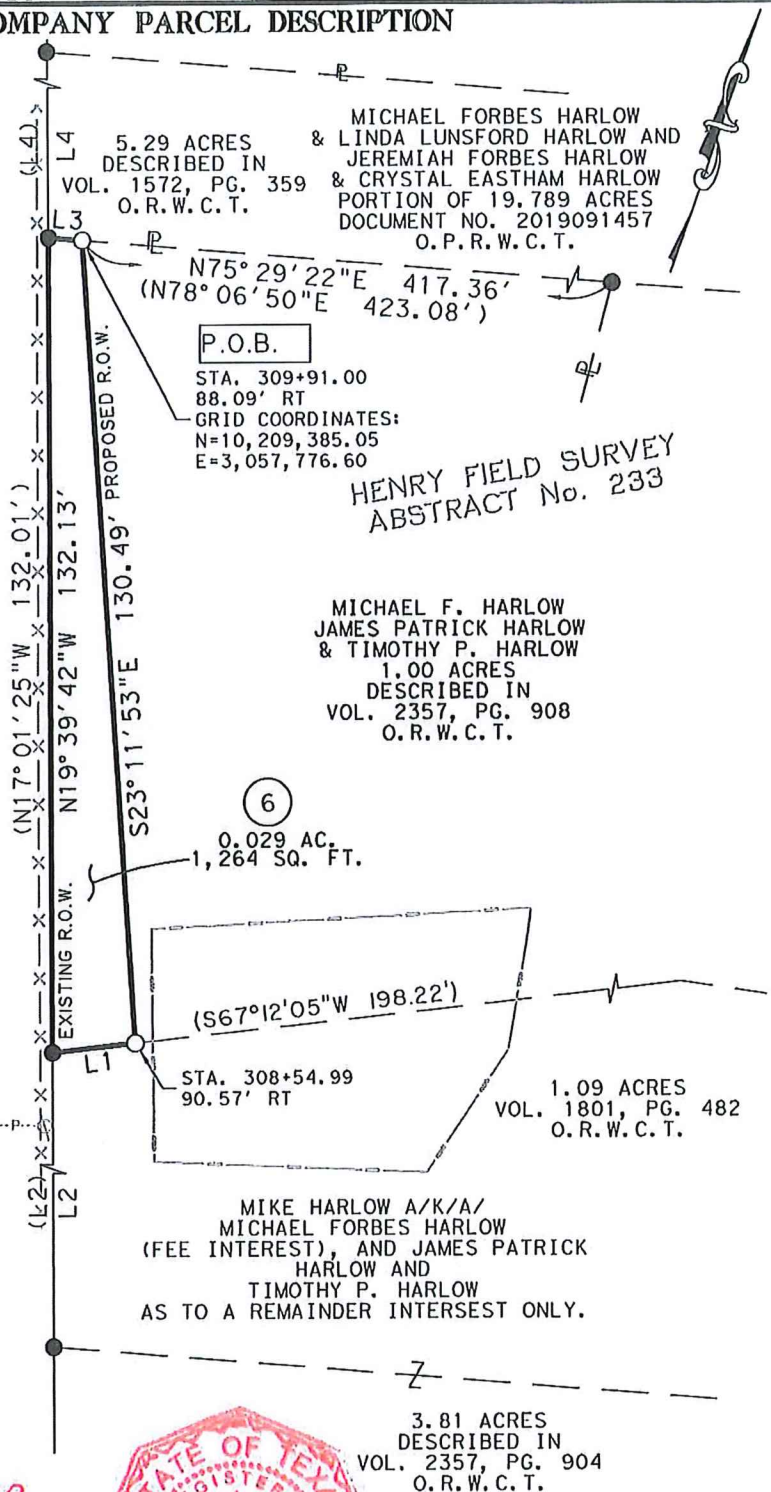 OMPANY PARCEL DESCRIPTION
P
MICHAEL FORBES HARLOW
& LINDA LUNSFORD HARLOW AND
JEREMIAH FORBES HARLOW
& CRYSTAL EASTHAM HARLOW
PORTION OF 19.789 ACRES
DOCUMENT NO. 2019091457
O.P.R.W.C.T.
5.29 ACRES
DESCRIBED IN
VOL. 1572, PG. 359
O.R.W.C.T.
(L4)
L4
L3
P
N75°29'22"E 417.36'
(N78°06'50"E 423.08')
P
P.O.B.
STA. 309+91.00
88.09' RT
GRID COORDINATES:
N=10,209,385.05
E=3,057,776.60
HENRY FIELD SURVEY
ABSTRACT No. 233
(N17°01'25"W 132.01')
N19°39'42"W 132.13'
S23°11'53"E 130.49' PROPOSED R.O.W.
MICHAEL F. HARLOW
JAMES PATRICK HARLOW
& TIMOTHY P. HARLOW
1.00 ACRES
DESCRIBED IN
VOL. 2357, PG. 908
O.R.W.C.T.
6
0.029 AC.
1,264 SQ. FT.
EXISTING R.O.W.
(S67°12'05"W 198.22')
L1
STA. 308+54.99
90.57' RT
1.09 ACRES
VOL. 1801, PG. 482
O.R.W.C.T.
P
(L2)
L2
MIKE HARLOW A/K/A/
MICHAEL FORBES HARLOW
(FEE INTEREST), AND JAMES PATRICK
HARLOW AND
TIMOTHY P. HARLOW
AS TO A REMAINDER INTERSEST ONLY.
Z
3.81 ACRES
DESCRIBED IN
VOL. 2357, PG. 904
O.R.W.C.T.
STATE OF TEXA
GISTER